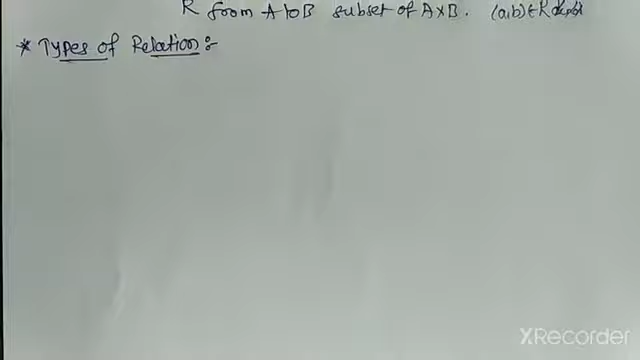 R from A to B subset of A×B. (a,b) ∈ R
* Types of Relation :-
XRecorder